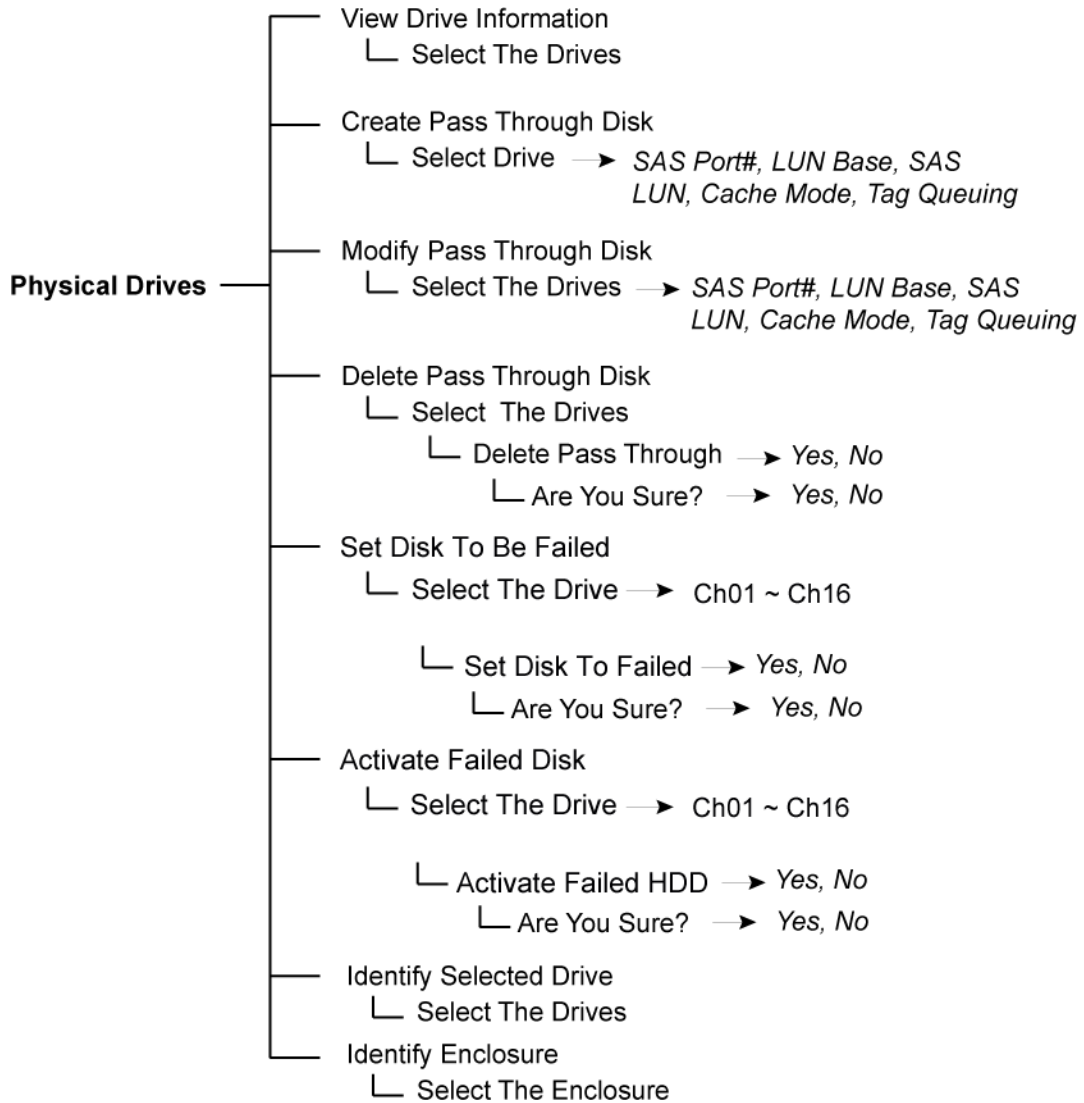 View Drive Information
Select The Drives
Create Pass Through Disk
Select Drive
SAS Port#, LUN Base, SAS
LUN, Cache Mode, Tag Queuing
Modify Pass Through Disk
Physical Drives
Select The Drives
SAS Port#, LUN Base, SAS
LUN, Cache Mode, Tag Queuing
Delete Pass Through Disk
Select The Drives
Delete Pass Through
Yes, No
Are You Sure?
Yes, No
Set Disk To Be Failed
Select The Drive
Ch01 ~ Ch16
Set Disk To Failed
Yes, No
Are You Sure?
Yes, No
Activate Failed Disk
Select The Drive
Ch01 ~ Ch16
Activate Failed HDD
Yes, No
Are You Sure?
Yes, No
Identify Selected Drive
Select The Drives
Identify Enclosure
Select The Enclosure